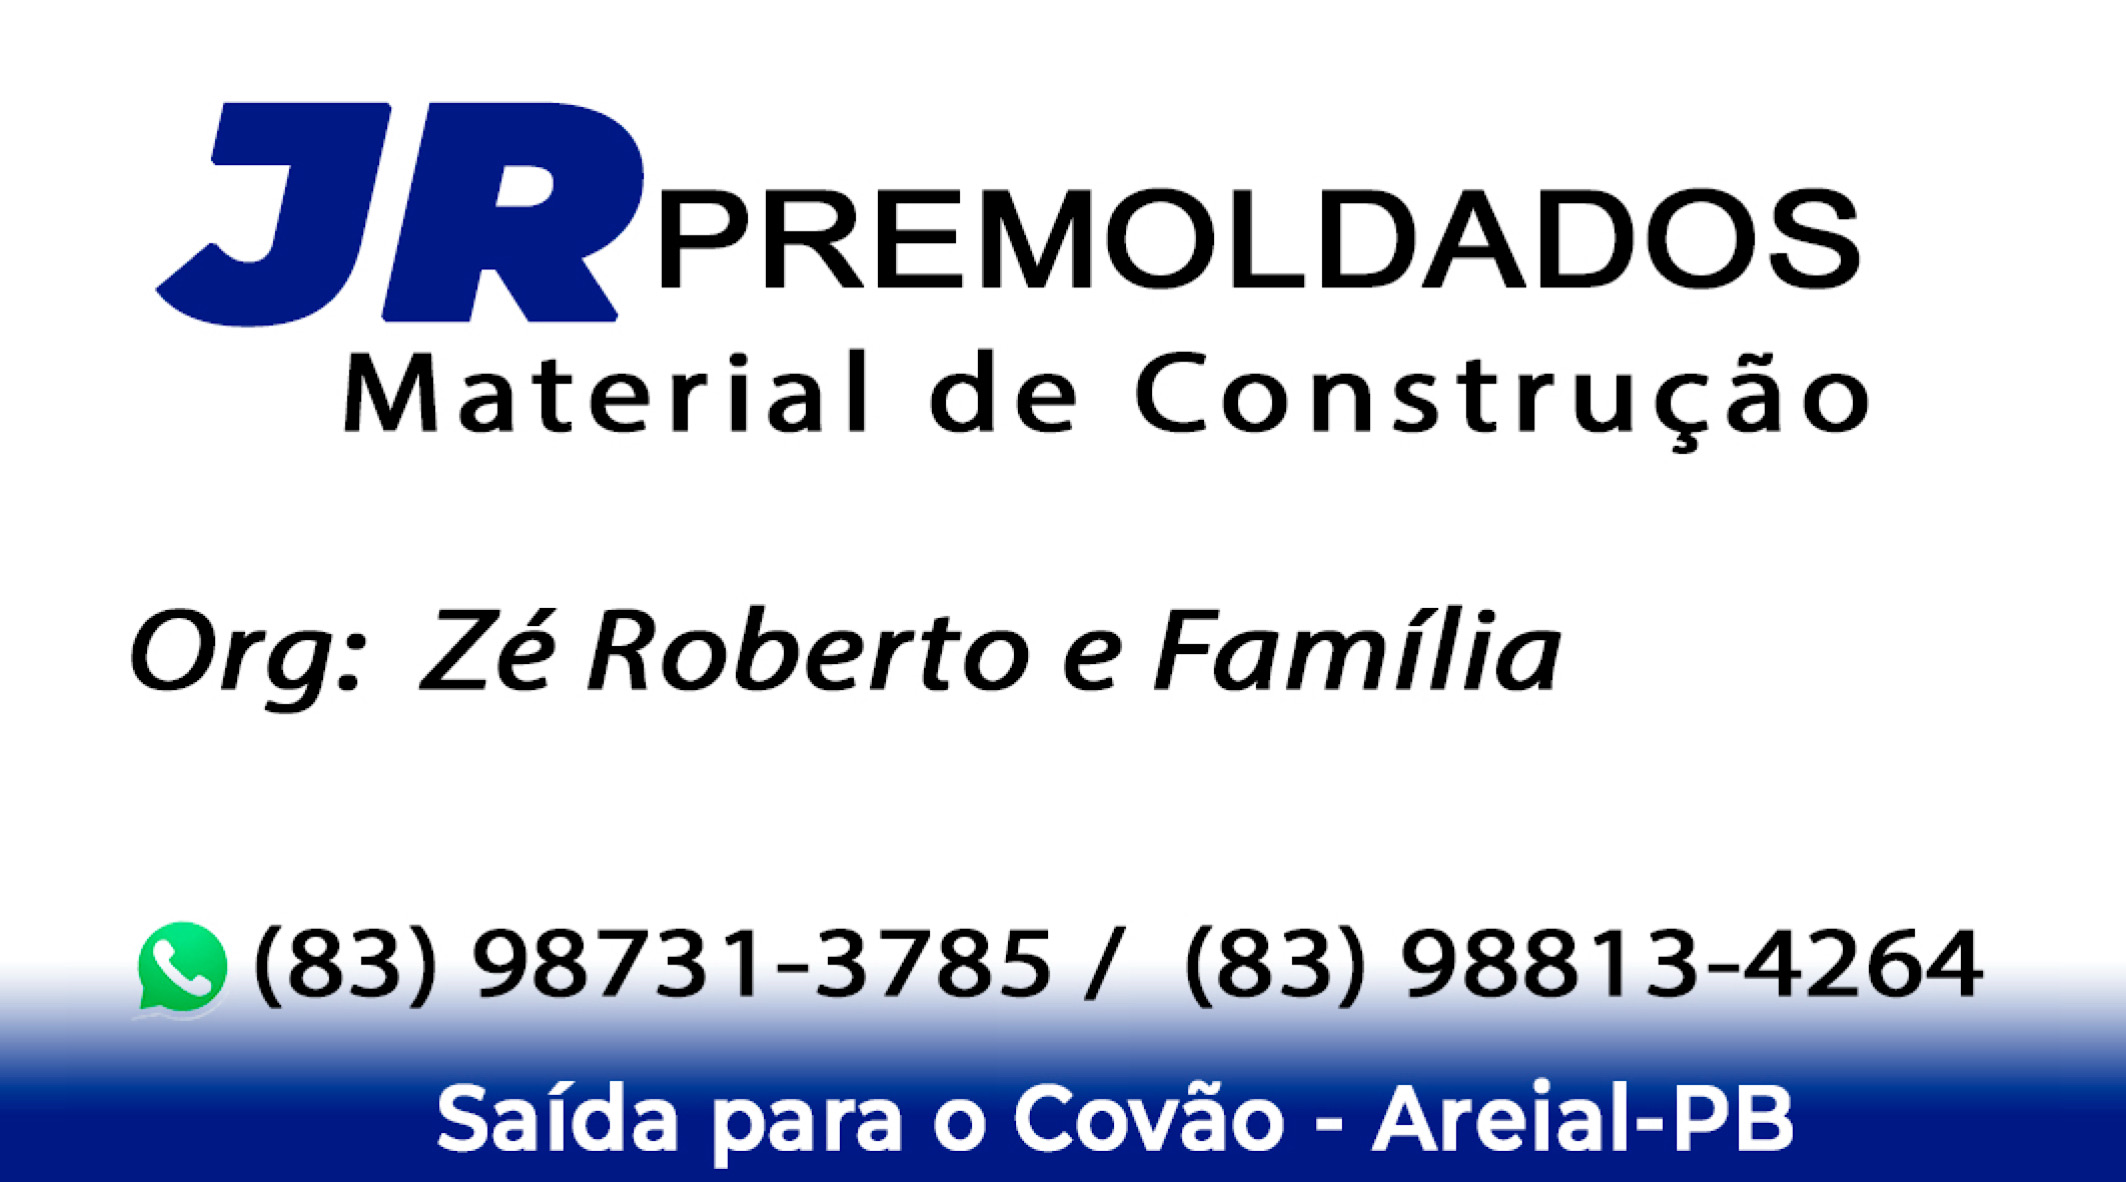 JR PREMOLDADOS
Material de Construção
Org: Zé Roberto e Família
(83) 98731-3785 / (83) 98813-4264
Saída para o Covão - Areial-PB